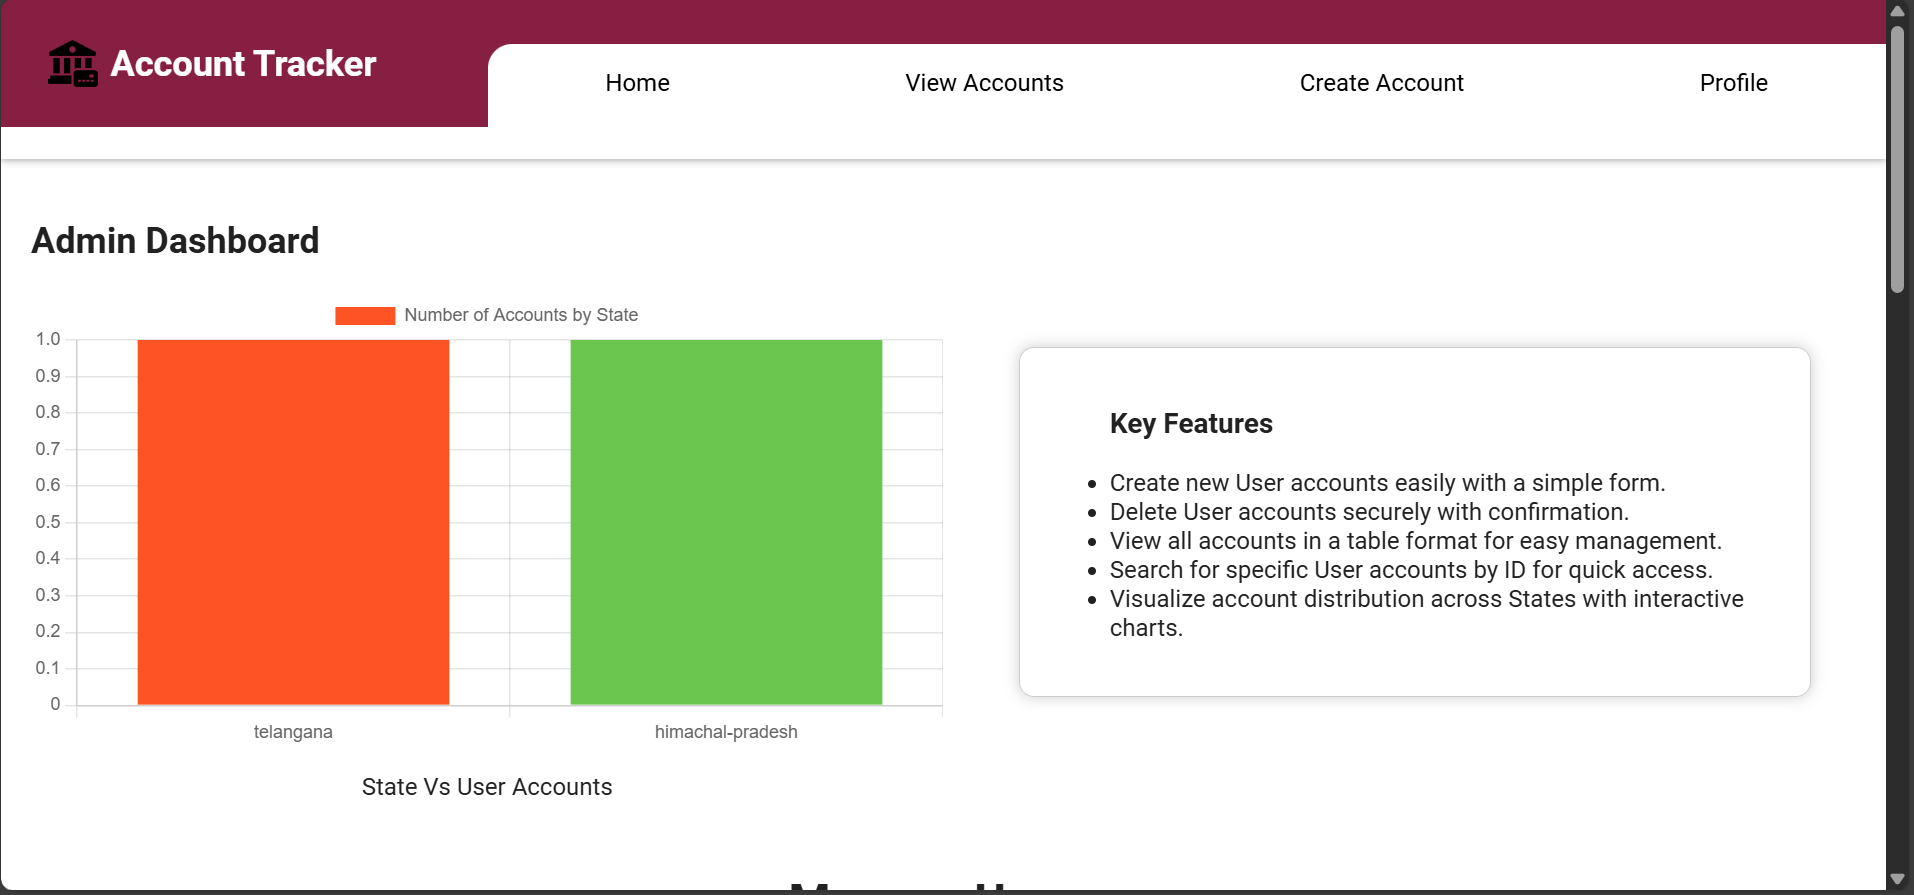 Account Tracker
Home
View Accounts
Create Account
Profile
Admin Dashboard
Number of Accounts by State
1.0
0.9
0.8
0.7
0.6
0.5
0.4
0.3
0.2
0.1
0
telangana
himachal-pradesh
State Vs User Accounts
Key Features
Create new User accounts easily with a simple form.
Delete User accounts securely with confirmation.
View all accounts in a table format for easy management.
Search for specific User accounts by ID for quick access.
Visualize account distribution across States with interactive
charts.